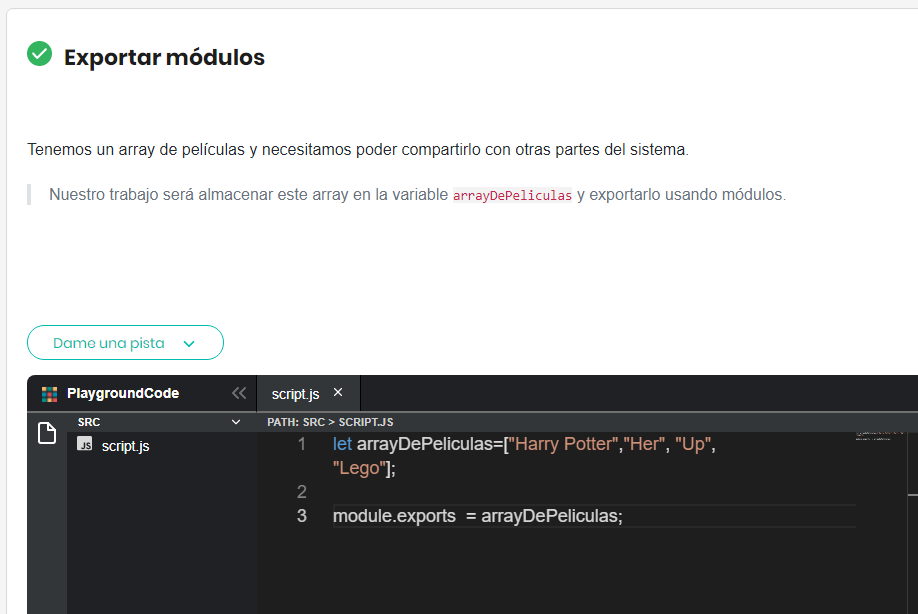 Exportar módulos
Tenemos un array de películas y necesitamos poder compartirlo con otras partes del sistema.
Nuestro trabajo será almacenar este array en la variable arrayDePeliculas y exportarlo usando módulos.
Dame una pista
PlaygroundCode
script.js
SRC
PATH: SRC > SCRIPT.JS
JS script.js
1 let arrayDePeliculas=["Harry Potter","Her", "Up",
"Lego"];
2
3 module.exports  = arrayDePeliculas;